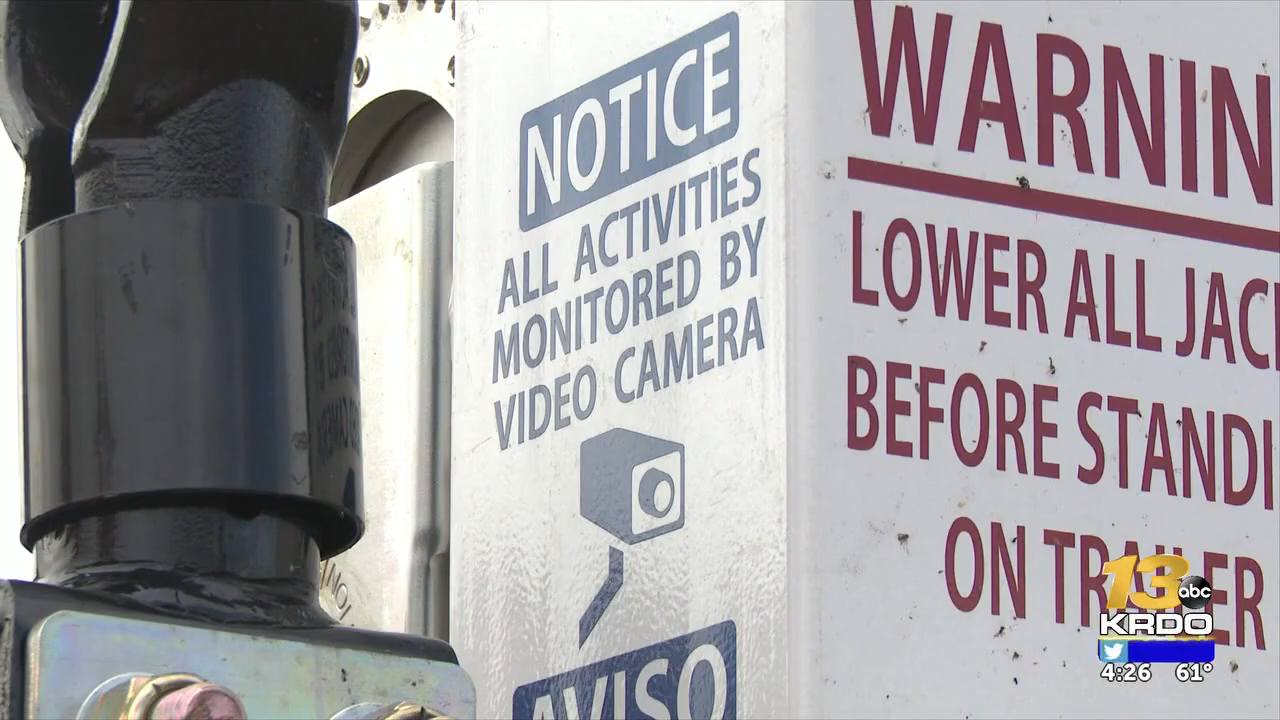 NOTICE
ALL ACTIVITIES
MONITORED BY
VIDEO CAMERA
AVISO
WARNIN
LOWER ALL JAC
BEFORE STANDI
ON TRAILER
13 abc
KRDO
4:26 61°